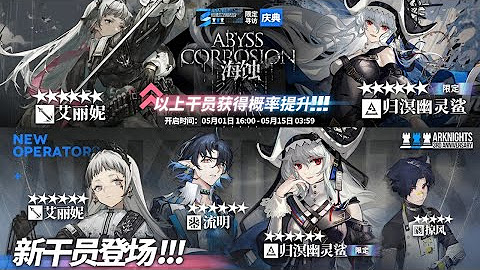 限定寻访
庆典
ABYSS
CORROSION
海蚀
★★★★★★
艾丽妮
★★★★★★
限定
归溟幽灵鲨
以上干员获得概率提升!!!
开启时间：05月01日 16:00 - 05月15日 03:59
NEW
OPERATOR
ARKNIGHTS
3RD ANNIVERSARY
★★★★★★
艾丽妮
★★★★★★
流明
★★★★★★
归溟幽灵鲨
限定
★★★★★
掠风
新干员登场!!!